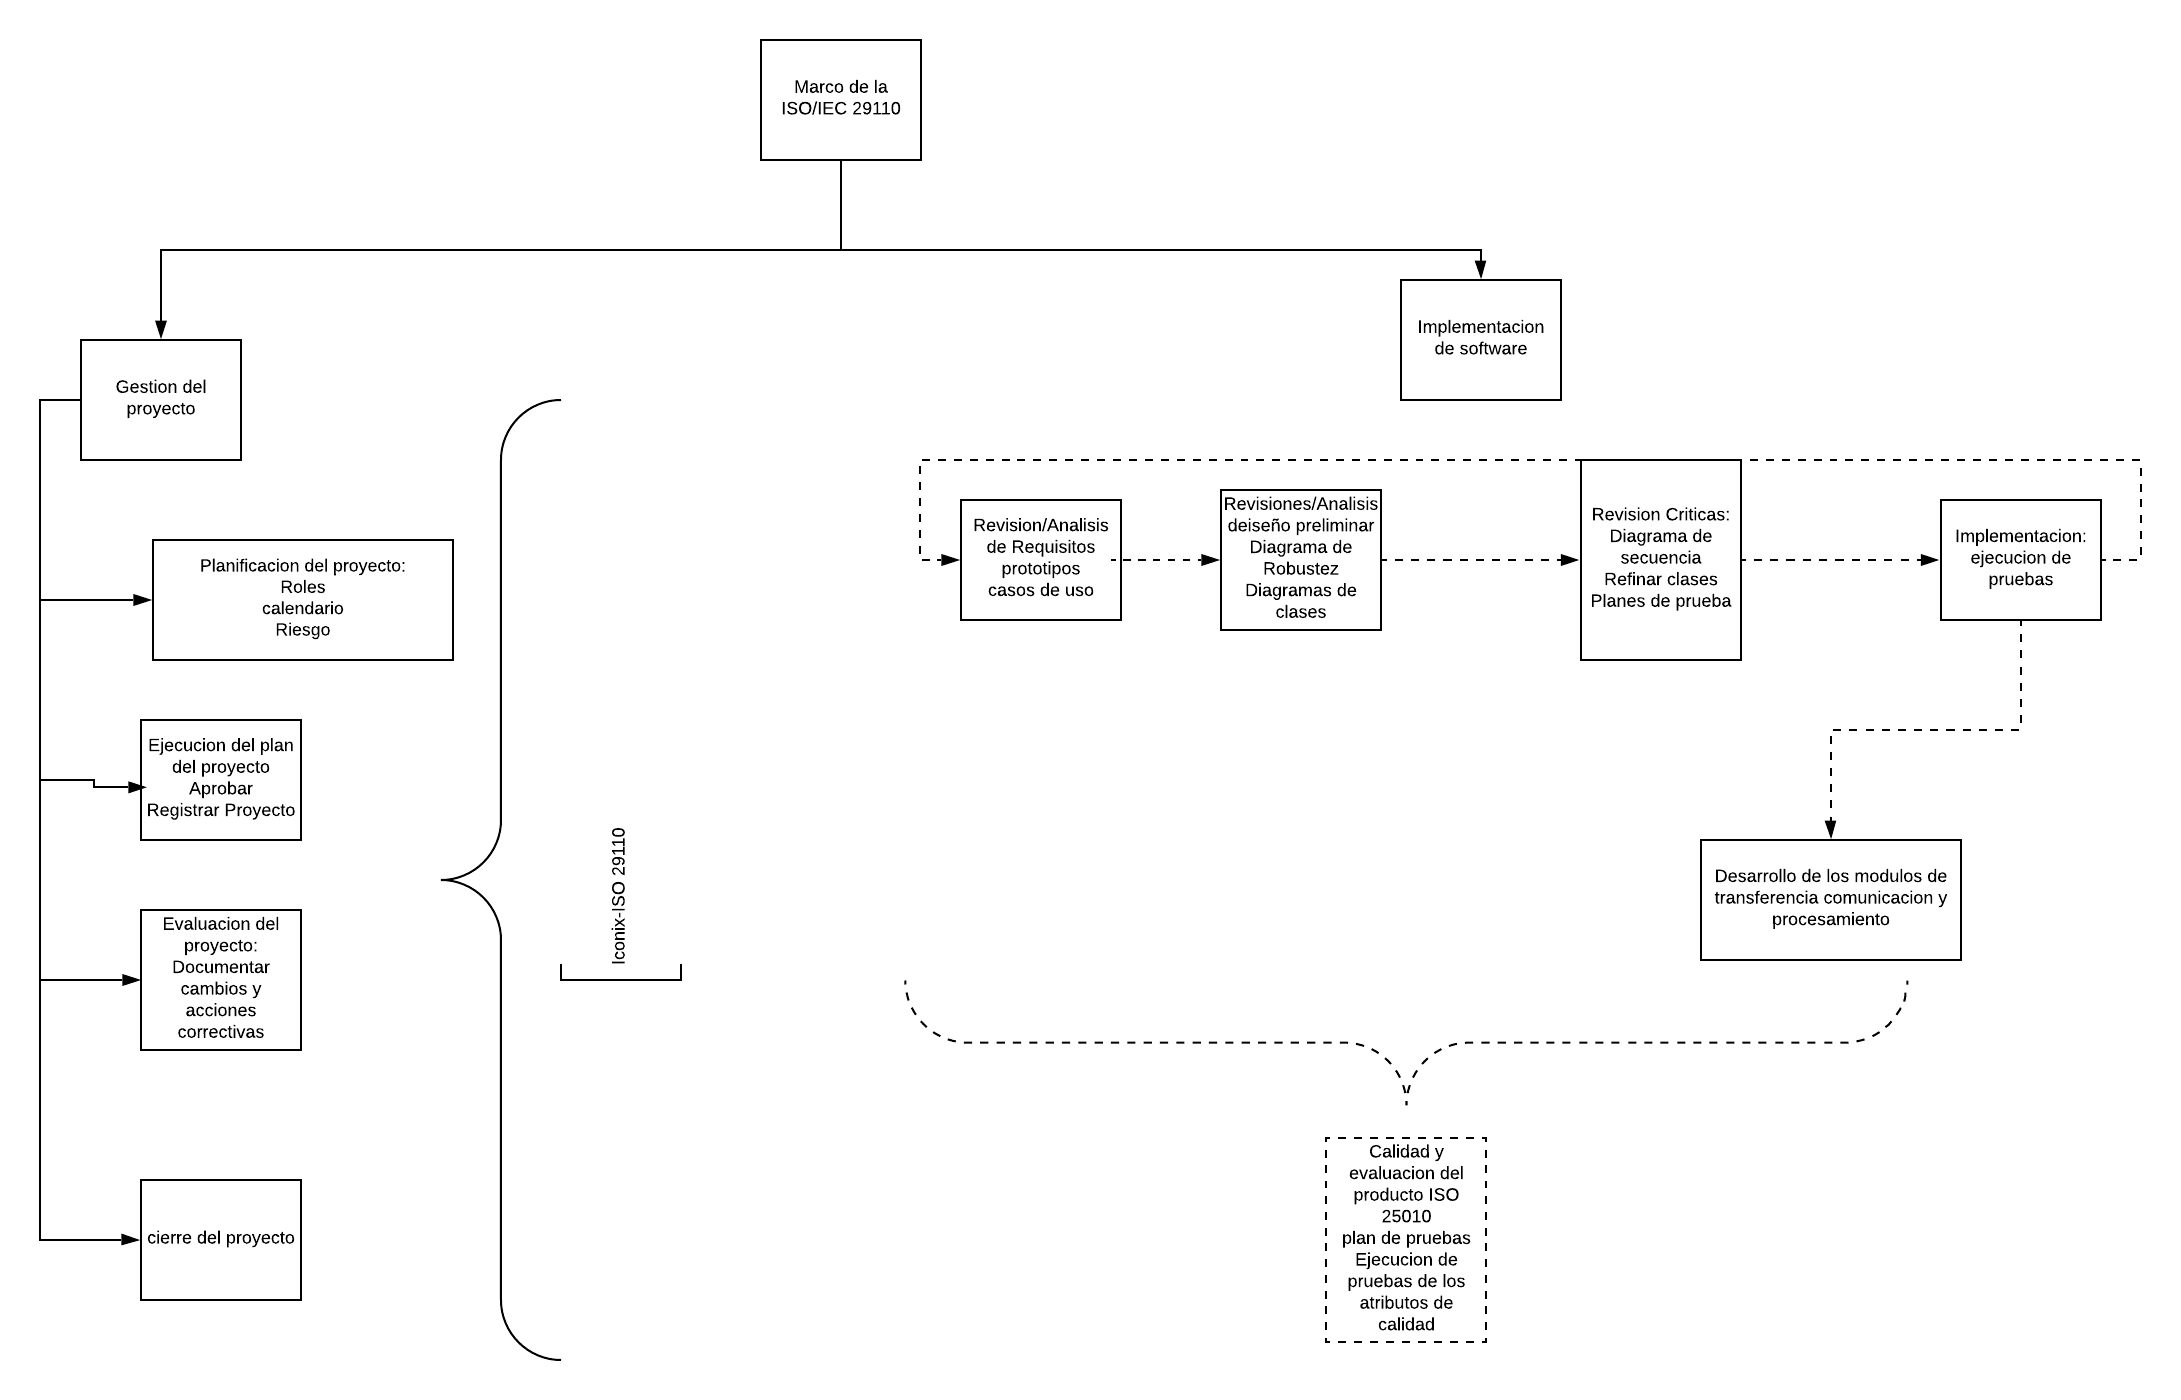 Marco de la
ISO/IEC 29110
Implementacion
de software
Gestion del
proyecto
Revision/Analisis
de Requisitos
prototipos
casos de uso
Revisiones/Analisis
deiseño preliminar
Diagrama de
Robustez
Diagramas de
clases
Revision Criticas:
Diagrama de
secuencia
Refinar clases
Planes de prueba
Implementacion:
ejecucion de
pruebas
Planificacion del proyecto:
Roles
calendario
Riesgo
Ejecucion del plan
del proyecto
Aprobar
Registrar Proyecto
Iconix-ISO 29110
Desarrollo de los modulos de
transferencia comunicacion y
procesamiento
Evaluacion del
proyecto:
Documentar
cambios y
acciones
correctivas
cierre del proyecto
Calidad y
evaluacion del
producto ISO
25010
plan de pruebas
Ejecucion de
pruebas de los
atributos de
calidad